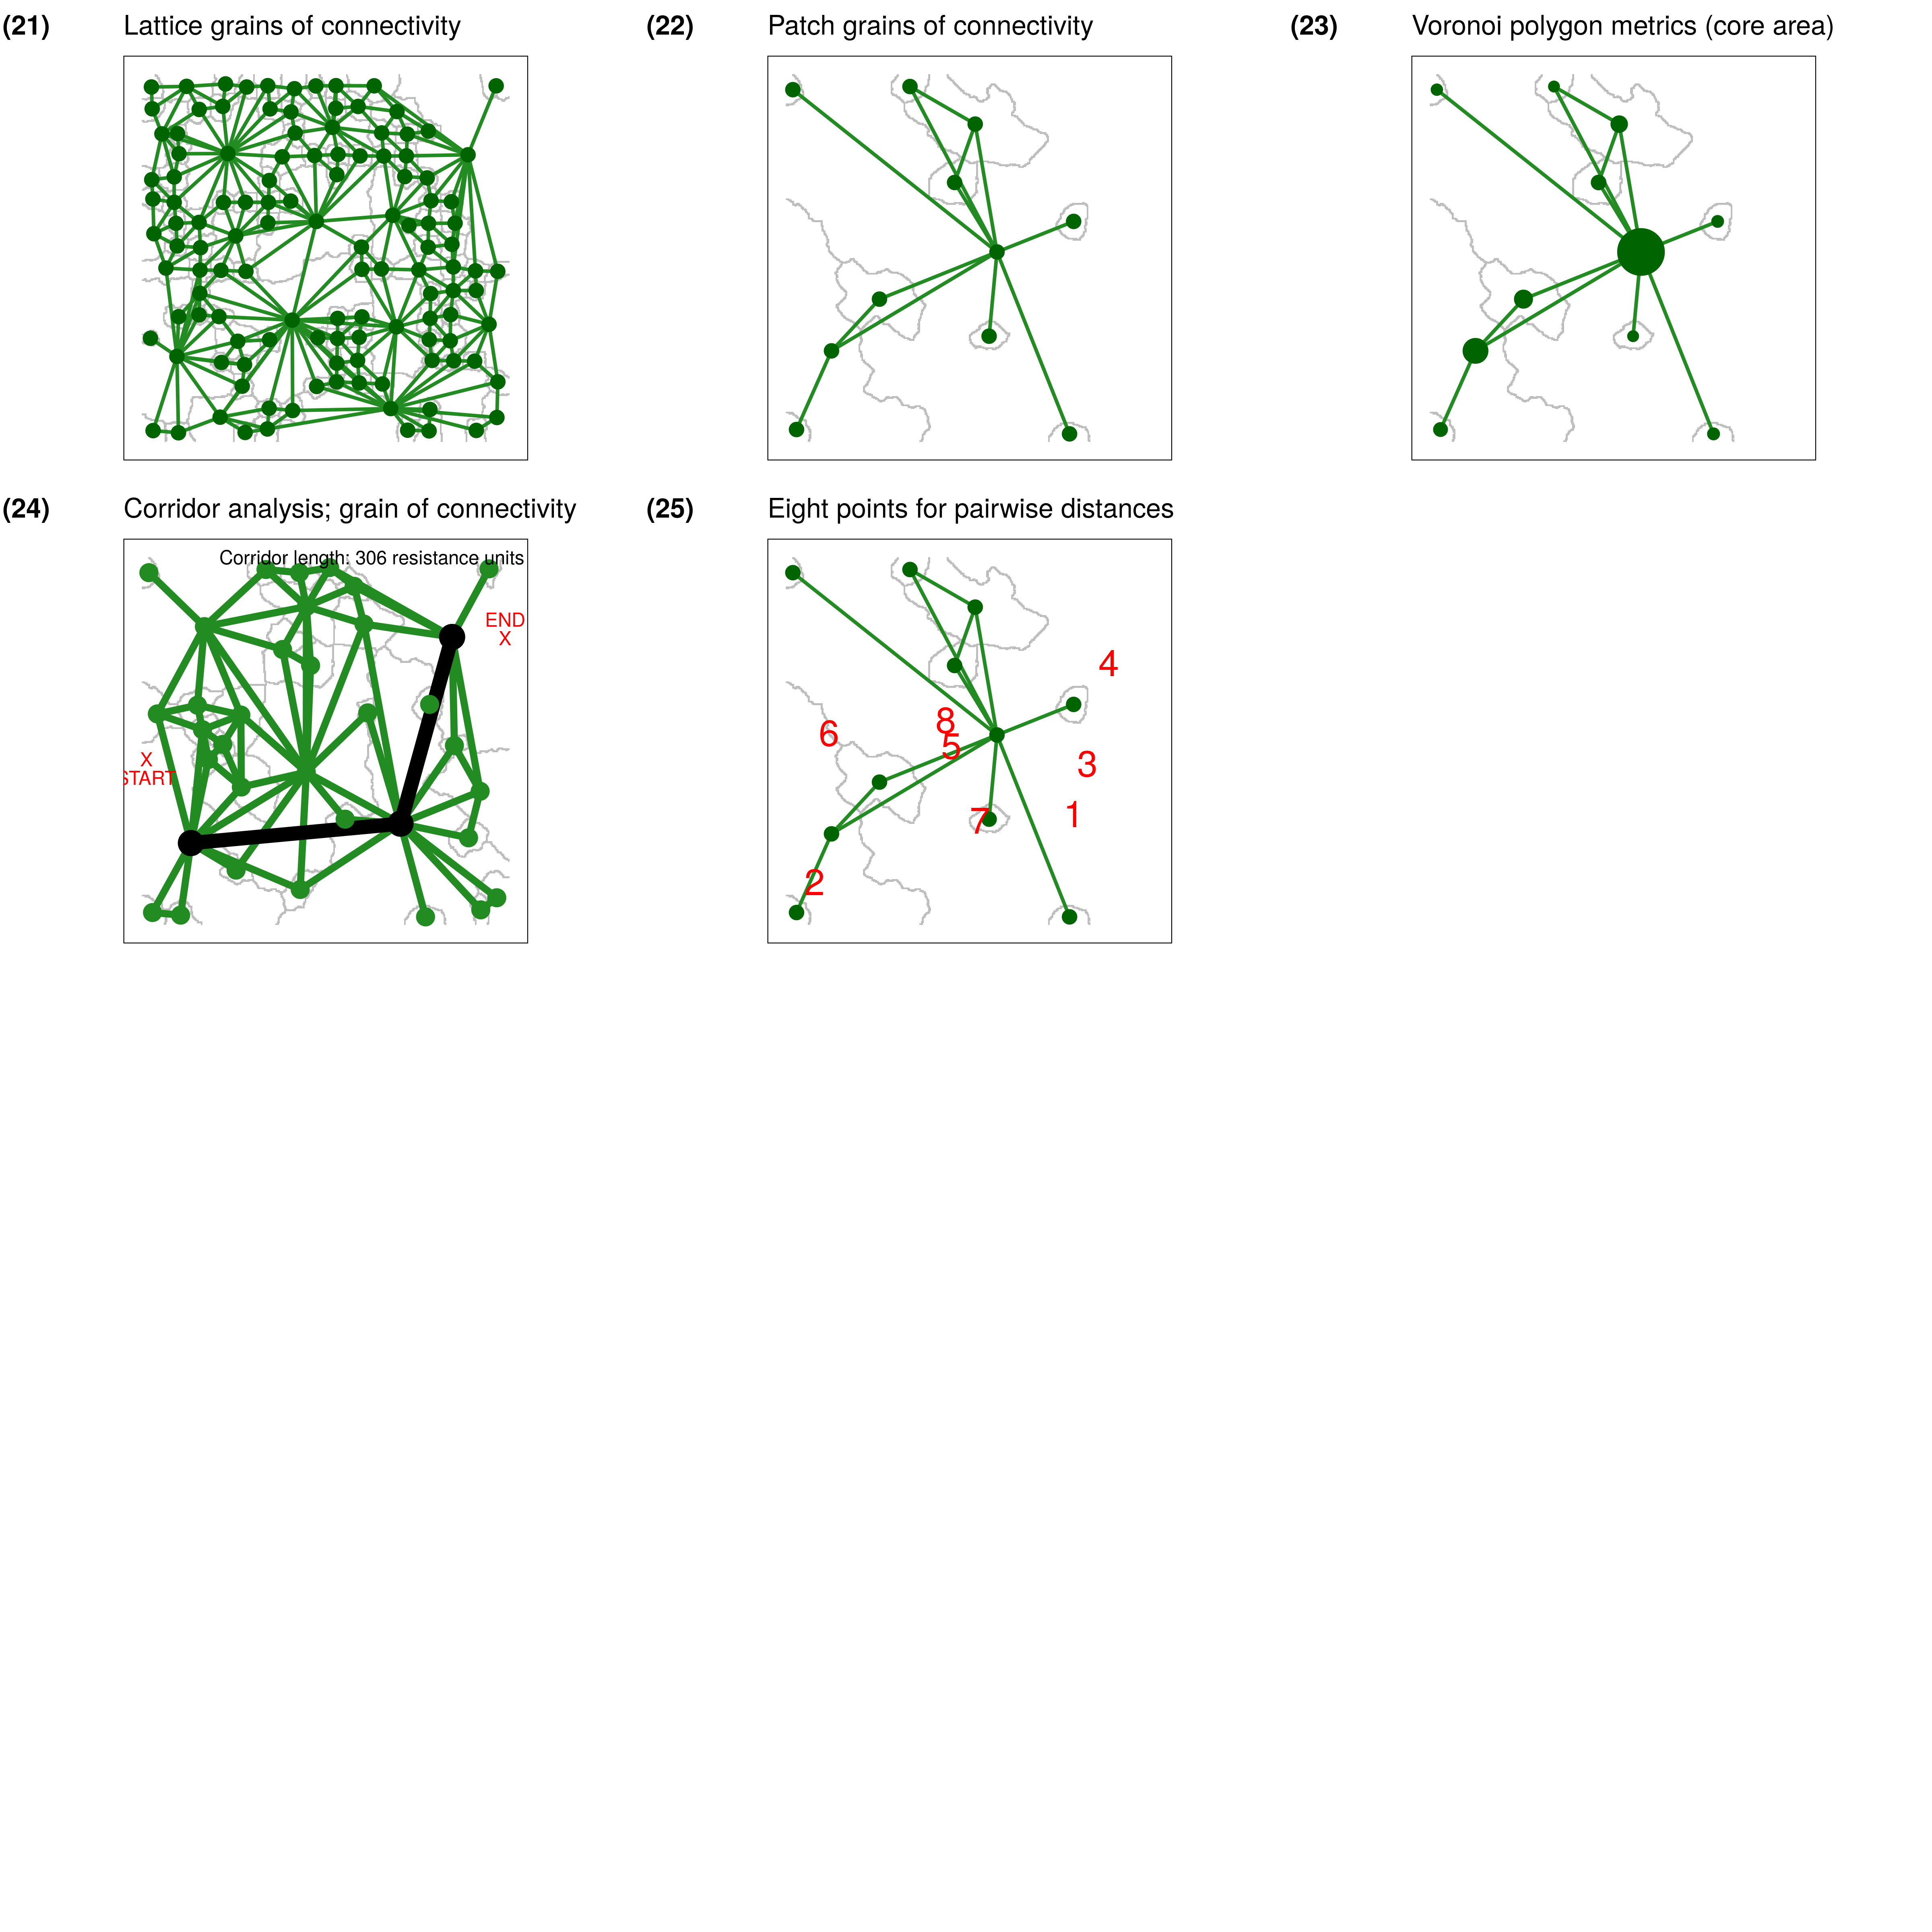 (21) Lattice grains of connectivity
(22) Patch grains of connectivity
(23) Voronoi polygon metrics (core area)
(24) Corridor analysis; grain of connectivity
Corridor length: 306 resistance units
END
X
X
START
(25) Eight points for pairwise distances
4
8
6
5
3
1
7
2